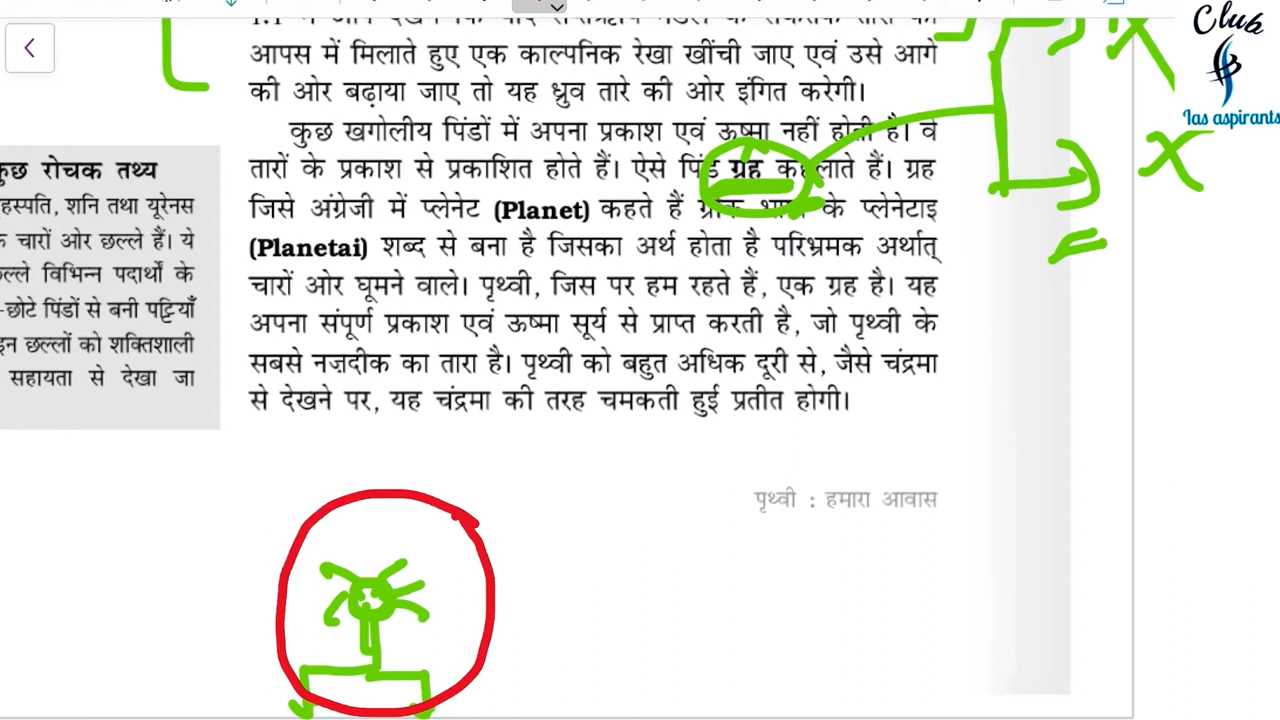 Club
Ias aspirants
आपस में मिलाते हुए एक काल्पनिक रेखा खींची जाए एवं उसे आगे
की ओर बढ़ाया जाए तो यह ध्रुव तारे की ओर इंगित करेगी।
कुछ खगोलीय पिंडों में अपना प्रकाश एवं ऊष्मा नहीं होती है। वे
तारों के प्रकाश से प्रकाशित होते हैं। ऐसे पिंड ग्रह कहलाते हैं। ग्रह
जिसे अंग्रेजी में प्लेनेट (Planet) कहते हैं ग्रीक भाषा के प्लेनेटाइ
(Planetai) शब्द से बना है जिसका अर्थ होता है परिभ्रमक अर्थात्
चारों ओर घूमने वाले। पृथ्वी, जिस पर हम रहते हैं, एक ग्रह है। यह
अपना संपूर्ण प्रकाश एवं ऊष्मा सूर्य से प्राप्त करती है, जो पृथ्वी के
सबसे नज़दीक का तारा है। पृथ्वी को बहुत अधिक दूरी से, जैसे चंद्रमा
से देखने पर, यह चंद्रमा की तरह चमकती हुई प्रतीत होगी।
कुछ रोचक तथ्य
हस्पति, शनि तथा यूरेनस
चारों ओर छल्ले हैं। ये
ल्ले विभिन्न पदार्थों के
-छोटे पिंडों से बनी पट्टियाँ
इन छल्लों को शक्तिशाली
सहायता से देखा जा
पृथ्वी : हमारा आवास